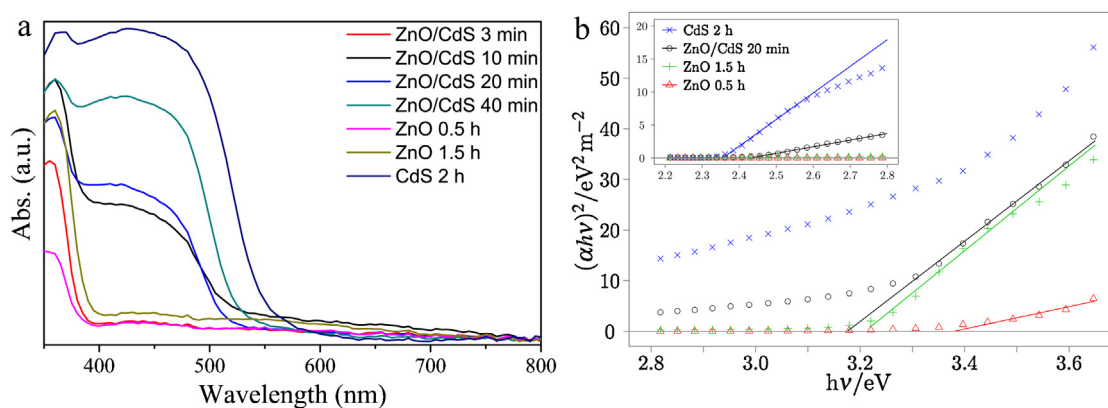 a
ZnO/CdS 3 min
ZnO/CdS 10 min
ZnO/CdS 20 min
ZnO/CdS 40 min
ZnO 0.5 h
ZnO 1.5 h
CdS 2 h
Abs. (a.u.)
400 500 600 700 800
Wavelength (nm)
b
60
50
40
30
20
10
0
(αhν)² /eV² m⁻²
2.8 3.0 3.2 3.4 3.6
hν/eV
20
15
10
5
0
2.2 2.3 2.4 2.5 2.6 2.7 2.8
CdS 2 h
ZnO/CdS 20 min
ZnO 1.5 h
ZnO 0.5 h